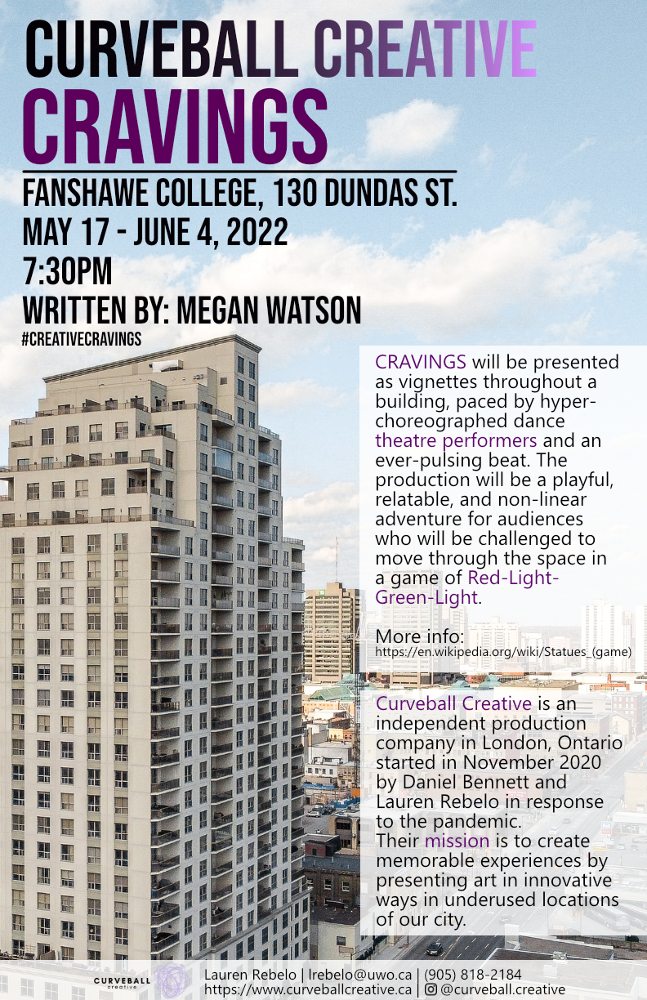 CURVEBALL CREATIVE
CRAVINGS
FANSHAWE COLLEGE, 130 DUNDAS ST.
MAY 17 - JUNE 4, 2022
7:30PM
WRITTEN BY: MEGAN WATSON
#CREATIVECRAVINGS
CRAVINGS will be presented
as vignettes throughout a
building, paced by hyper-
choreographed dance
theatre performers and an
ever-pulsing beat. The
production will be a playful,
relatable, and non-linear
adventure for audiences
who will be challenged to
move through the space in
a game of Red-Light-
Green-Light.
More info:
https://en.wikipedia.org/wiki/Statues_(game)
Curveball Creative is an
independent production
company in London, Ontario
started in November 2020
by Daniel Bennett and
Lauren Rebelo in response
to the pandemic.
Their mission is to create
memorable experiences by
presenting art in innovative
ways in underused locations
of our city.
CURVEBALL
creative
Lauren Rebelo | lrebelo@uwo.ca | (905) 818-2184
https://www.curveballcreative.ca | @curveball.creative